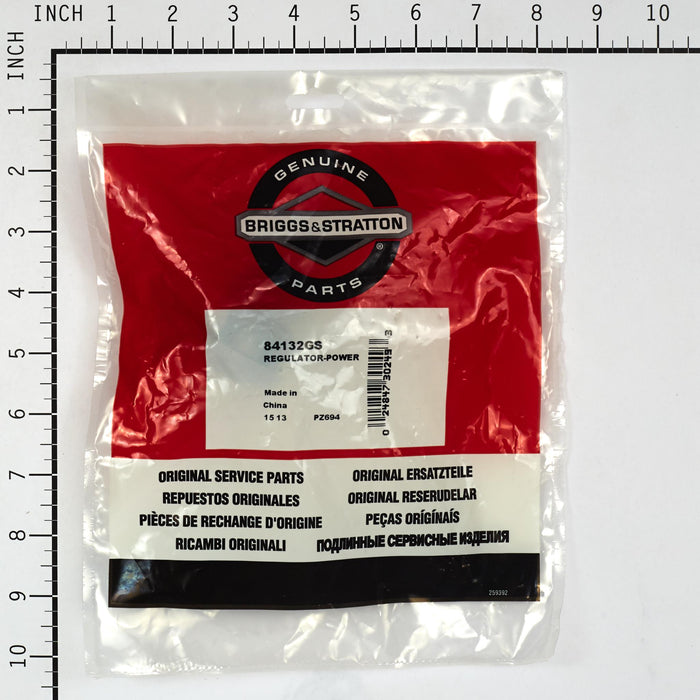 INCH 1 2 3 4 5 6 7 8 9 10
INCH
1
2
3
4
5
6
7
8
9
10
GENUINE
BRIGGS&STRATTON
®
PARTS
84132GS
REGULATOR-POWER
Made in
China
15 13 PZ694
0 24847 30249 3
ORIGINAL SERVICE PARTS
ORIGINAL ERSATZTEILE
REPUESTOS ORIGINALES
ORIGINAL RESERUDELAR
PIÈCES DE RECHANGE D'ORIGINE
PEÇAS ORÍGÍNAÍS
RICAMBI ORIGINALI
ПОДЛИННЫЕ СЕРВИСНЫЕ ИЗДЕЛИЯ
259392